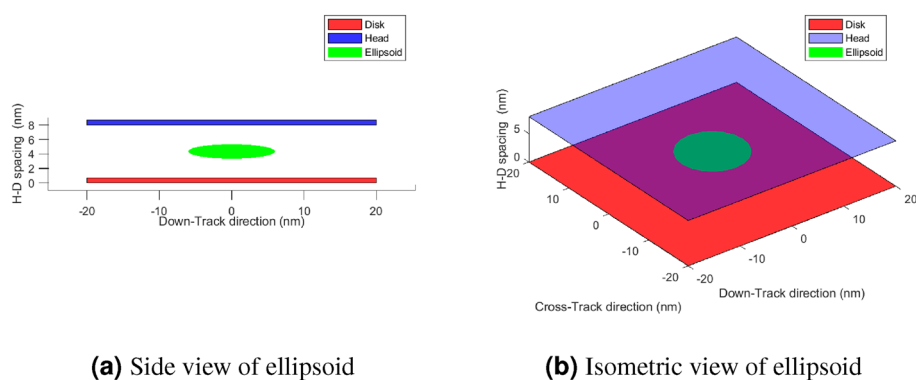 Disk
Head
Ellipsoid
H-D spacing (nm)
8
6
4
2
0
-20
-10
0
10
20
Down-Track direction (nm)
(a) Side view of ellipsoid
Disk
Head
Ellipsoid
H-D spacing (nm)
5
0
-20
10
0
-10
-20
Cross-Track direction (nm)
-20
-10
0
10
20
Down-Track direction (nm)
(b) Isometric view of ellipsoid